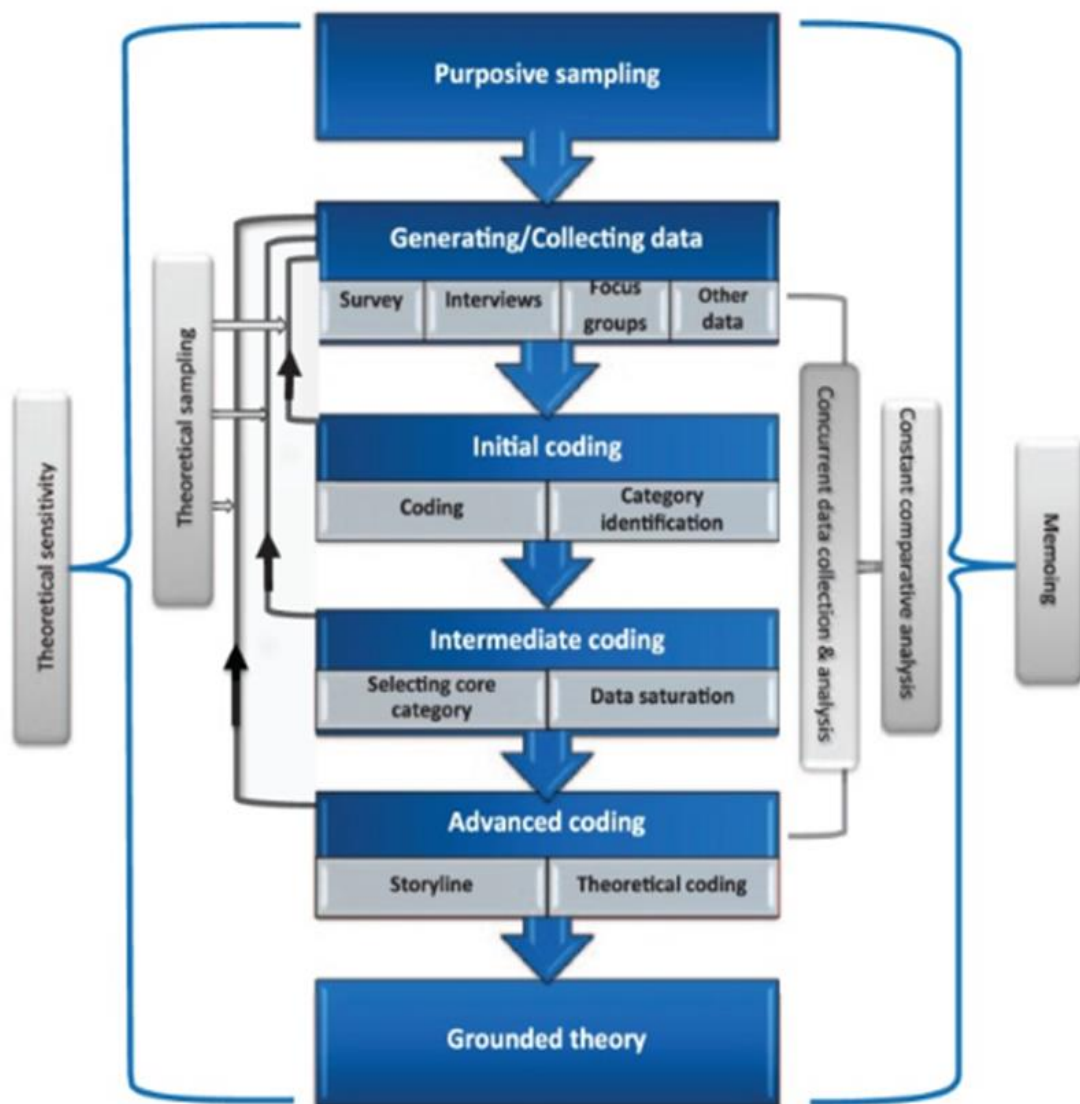 Purposive sampling
Generating/Collecting data
Survey
Interviews
Focus
groups
Other
data
Initial coding
Coding
Category
identification
Intermediate coding
Selecting core
category
Data saturation
Advanced coding
Storyline
Theoretical coding
Grounded theory
Theoretical sensitivity
Theoretical sampling
Concurrent data collection & analysis
Constant comparative analysis
Memoing